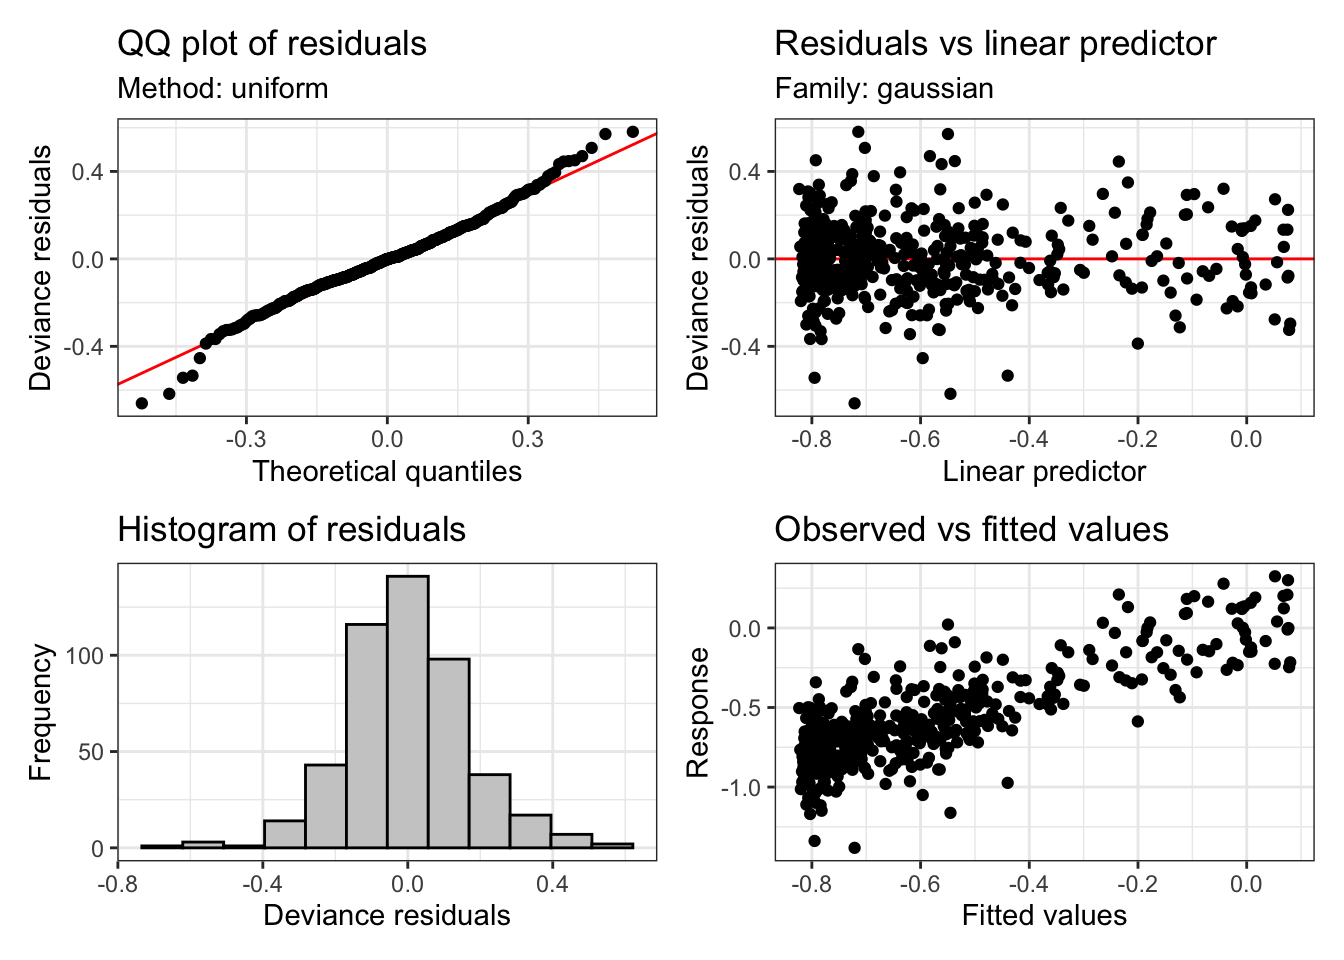 QQ plot of residuals
Method: uniform
Deviance residuals
0.4
0.0
-0.4
-0.3
0.0
0.3
Theoretical quantiles
Residuals vs linear predictor
Family: gaussian
Deviance residuals
0.4
0.0
-0.4
-0.8
-0.6
-0.4
-0.2
0.0
Linear predictor
Histogram of residuals
Frequency
100
50
0
-0.8
-0.4
0.0
0.4
Deviance residuals
Observed vs fitted values
Response
0.0
-0.5
-1.0
-0.8
-0.6
-0.4
-0.2
0.0
Fitted values